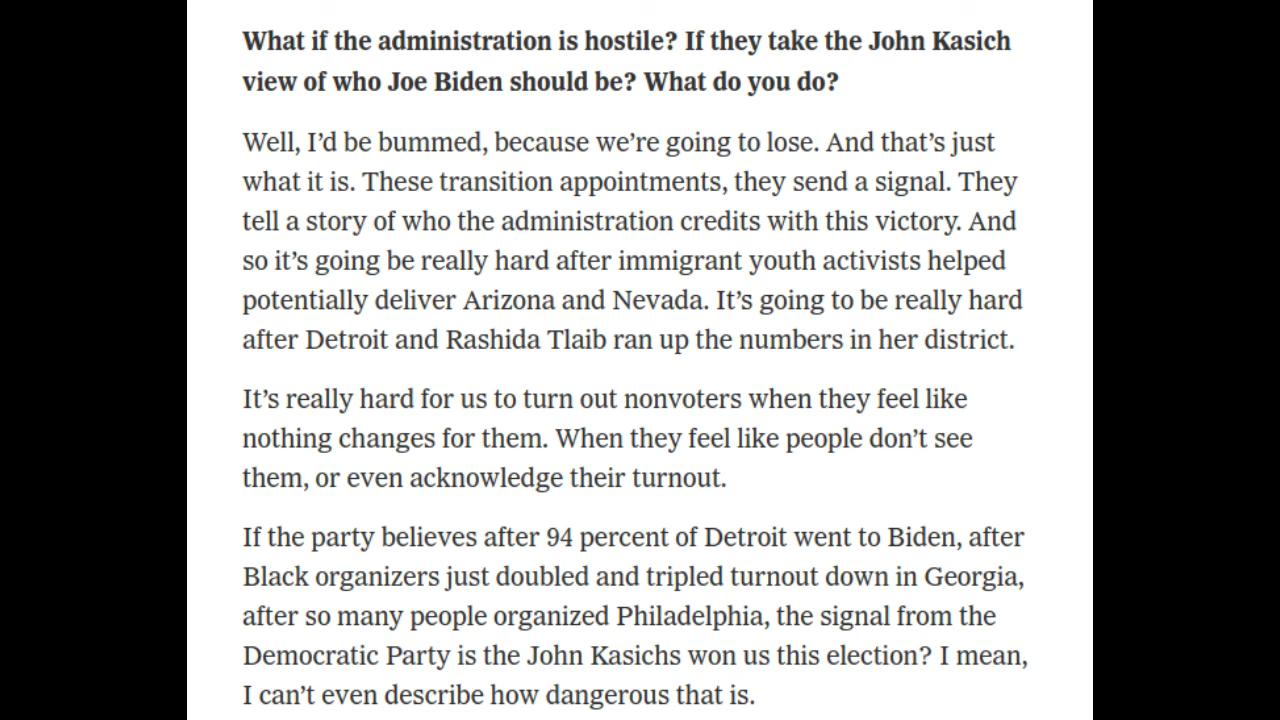 What if the administration is hostile? If they take the John Kasich
view of who Joe Biden should be? What do you do?
Well, I’d be bummed, because we’re going to lose. And that’s just
what it is. These transition appointments, they send a signal. They
tell a story of who the administration credits with this victory. And
so it’s going be really hard after immigrant youth activists helped
potentially deliver Arizona and Nevada. It’s going to be really hard
after Detroit and Rashida Tlaib ran up the numbers in her district.
It’s really hard for us to turn out nonvoters when they feel like
nothing changes for them. When they feel like people don’t see
them, or even acknowledge their turnout.
If the party believes after 94 percent of Detroit went to Biden, after
Black organizers just doubled and tripled turnout down in Georgia,
after so many people organized Philadelphia, the signal from the
Democratic Party is the John Kasichs won us this election? I mean,
I can’t even describe how dangerous that is.